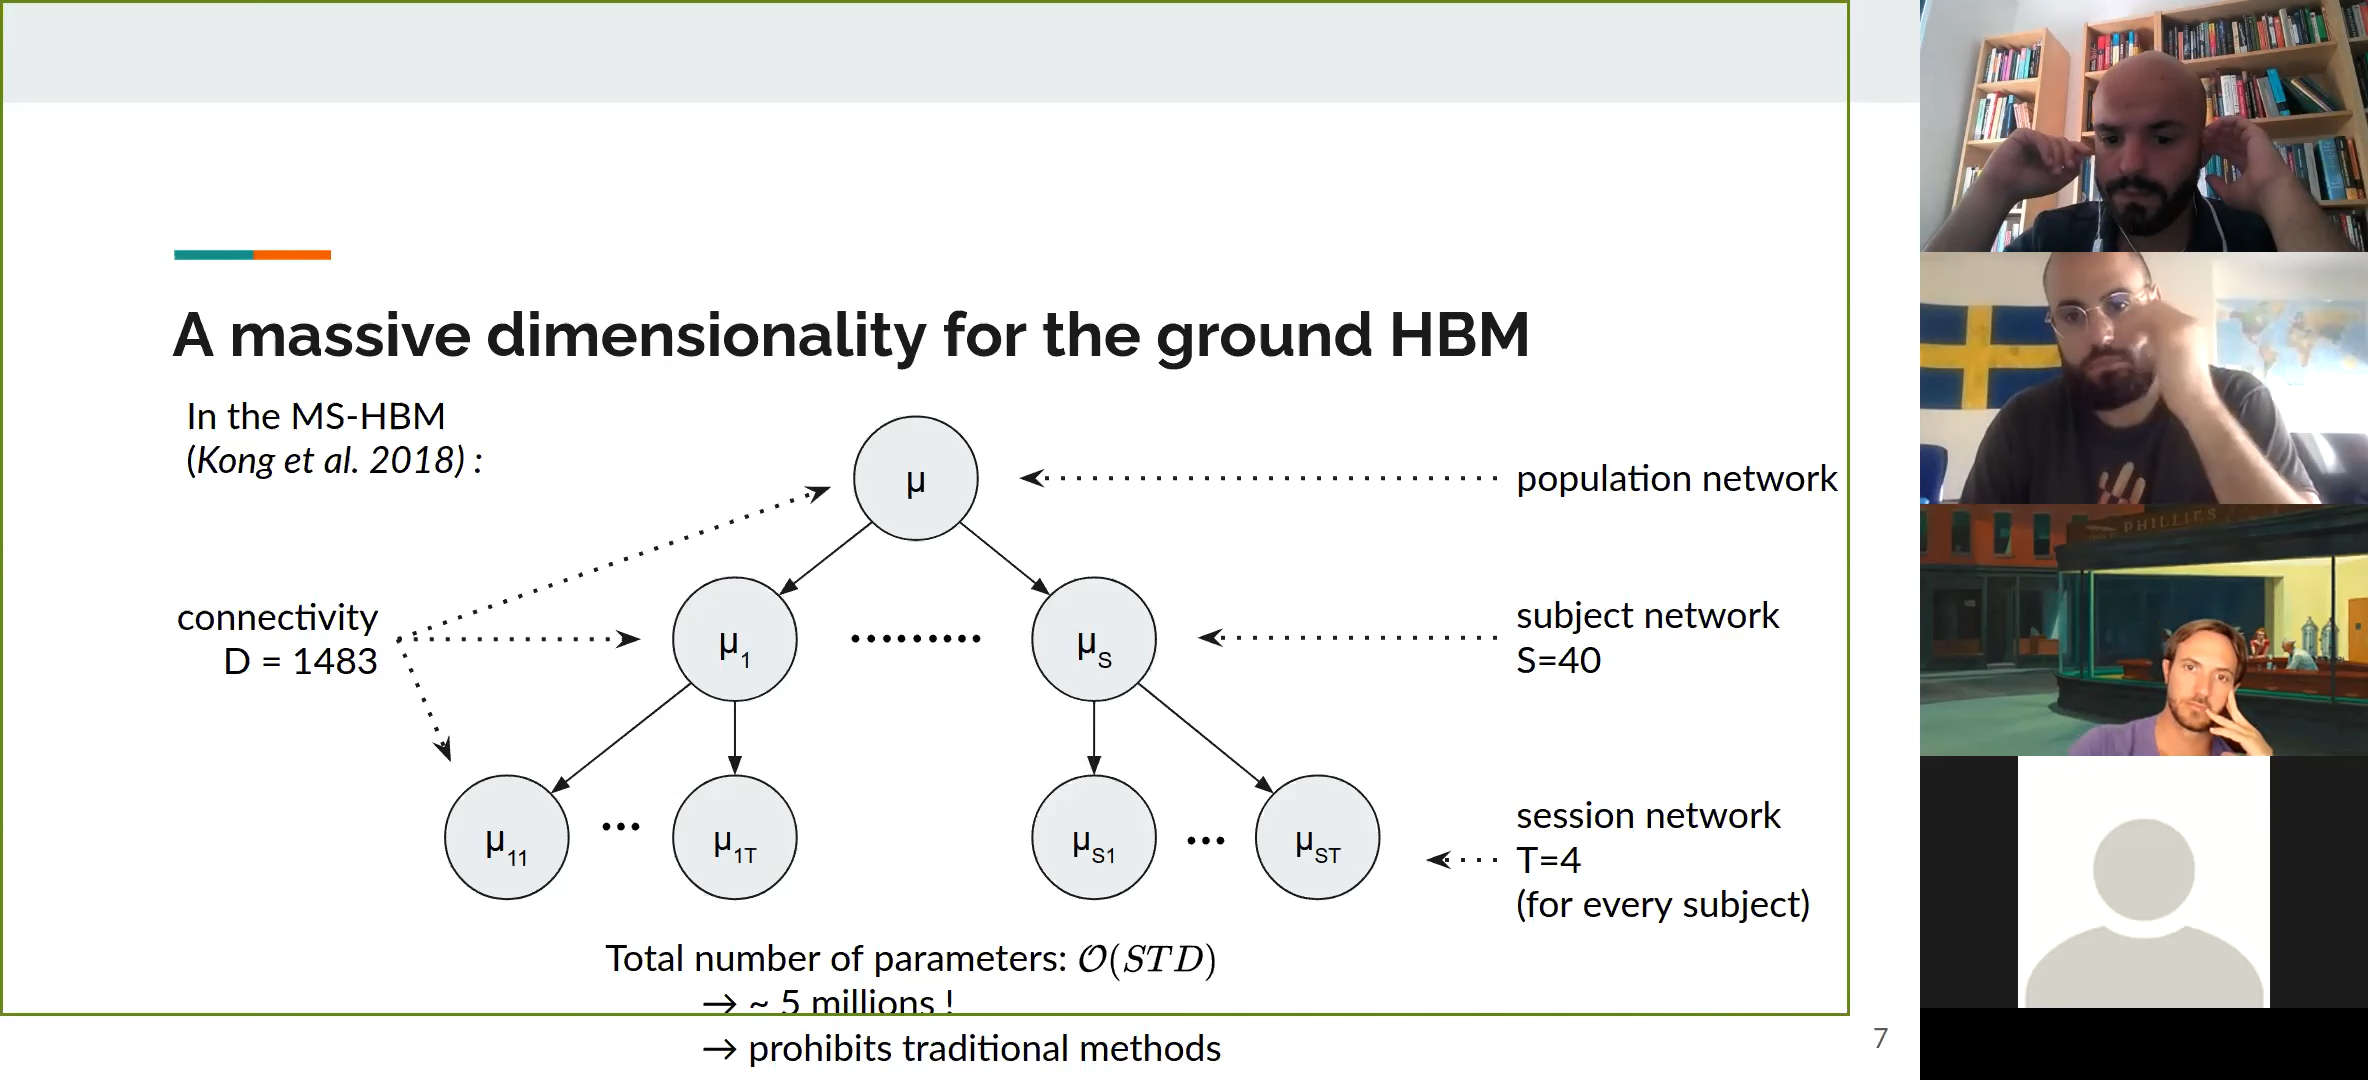 A massive dimensionality for the ground HBM
In the MS-HBM
(Kong et al. 2018) :
μ
population network
connectivity
D = 1483
μ1
μS
subject network
S=40
μ11
μ1T
μS1
μST
session network
T=4
(for every subject)
Total number of parameters: O(STD)
→ ~ 5 millions !
→ prohibits traditional methods
7
PHILLIES